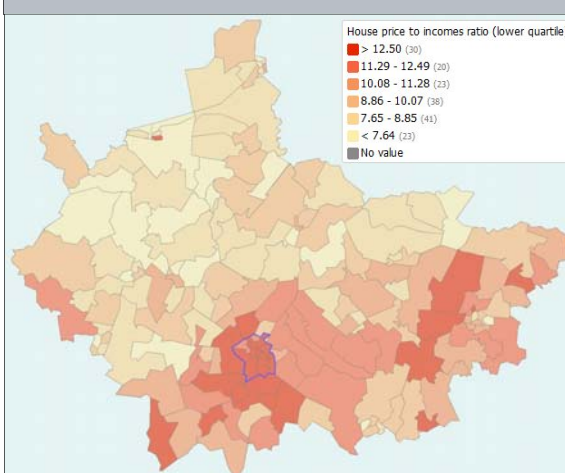 House price to incomes ratio (lower quartile
> 12.50 (30)
11.29 - 12.49 (20)
10.08 - 11.28 (23)
8.86 - 10.07 (38)
7.65 - 8.85 (41)
< 7.64 (23)
No value